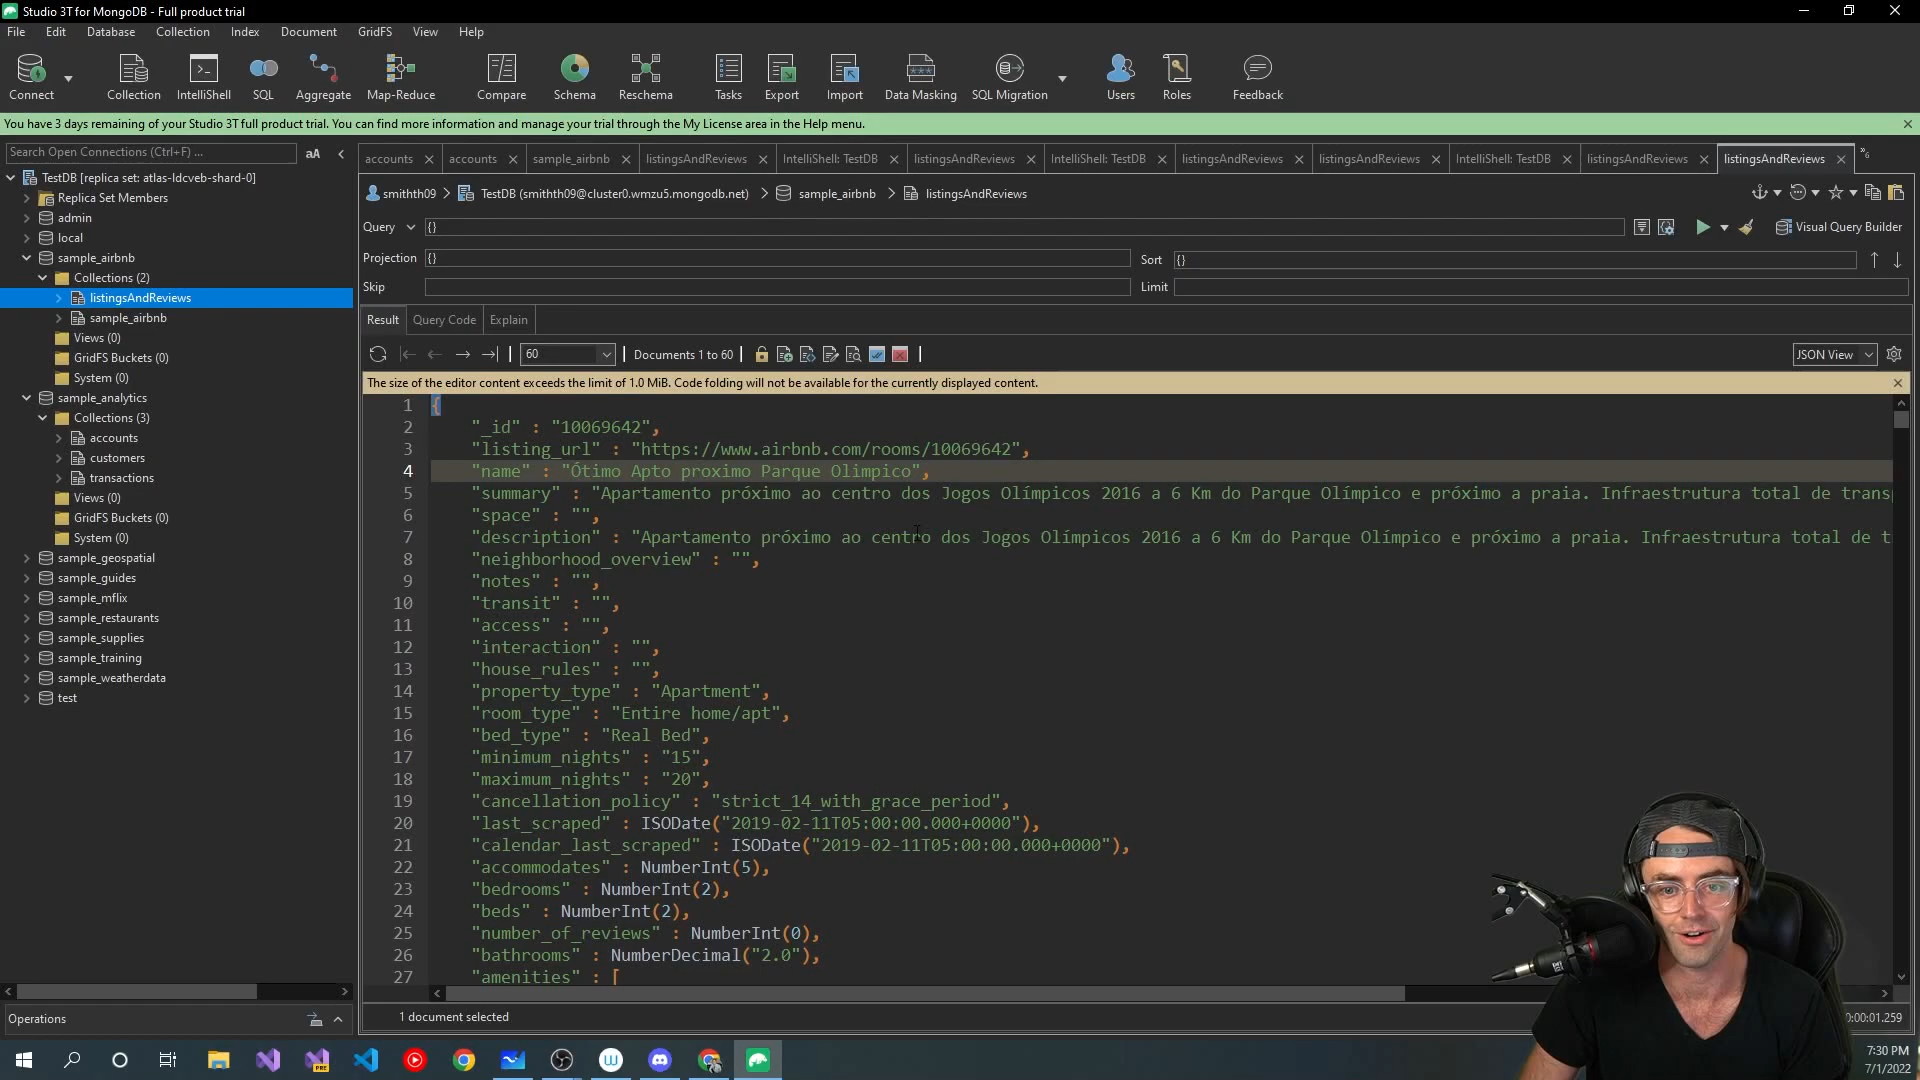 Studio 3T for MongoDB - Full product trial
File Edit Database Collection Index Document GridFS View Help
Connect Collection IntelliShell SQL Aggregate Map-Reduce Compare Schema Reschema Tasks Export Import Data Masking SQL Migration Users Roles Feedback
You have 3 days remaining of your Studio 3T full product trial. You can find more information and manage your trial through the My License area in the Help menu.
Search Open Connections (Ctrl+F) ... aA
TestDB [replica set: atlas-ldcveb-shard-0]
Replica Set Members
admin
local
sample_airbnb
Collections (2)
listingsAndReviews
sample_airbnb
Views (0)
GridFS Buckets (0)
System (0)
sample_analytics
Collections (3)
accounts
customers
transactions
Views (0)
GridFS Buckets (0)
System (0)
sample_geospatial
sample_guides
sample_mflix
sample_restaurants
sample_supplies
sample_training
sample_weatherdata
test
Operations
accounts accounts sample_airbnb listingsAndReviews IntelliShell: TestDB listingsAndReviews IntelliShell: TestDB listingsAndReviews listingsAndReviews IntelliShell: TestDB listingsAndReviews listingsAndReviews
smithth09 TestDB (smithth09@cluster0.wmzu5.mongodb.net) sample_airbnb listingsAndReviews
Query {} Visual Query Builder
Projection {} Sort {}
Skip Limit
Result Query Code Explain
60 Documents 1 to 60 JSON View
The size of the editor content exceeds the limit of 1.0 MiB. Code folding will not be available for the currently displayed content.
1 {
2 "_id" : "10069642",
3 "listing_url" : "https://www.airbnb.com/rooms/10069642",
4 "name" : "Ótimo Apto proximo Parque Olimpico",
5 "summary" : "Apartamento próximo ao centro dos Jogos Olímpicos 2016 a 6 Km do Parque Olímpico e próximo a praia. Infraestrutura total de transp
6 "space" : "",
7 "description" : "Apartamento próximo ao centro dos Jogos Olímpicos 2016 a 6 Km do Parque Olímpico e próximo a praia. Infraestrutura total de t
8 "neighborhood_overview" : "",
9 "notes" : "",
10 "transit" : "",
11 "access" : "",
12 "interaction" : "",
13 "house_rules" : "",
14 "property_type" : "Apartment",
15 "room_type" : "Entire home/apt",
16 "bed_type" : "Real Bed",
17 "minimum_nights" : "15",
18 "maximum_nights" : "20",
19 "cancellation_policy" : "strict_14_with_grace_period",
20 "last_scraped" : ISODate("2019-02-11T05:00:00.000+0000"),
21 "calendar_last_scraped" : ISODate("2019-02-11T05:00:00.000+0000"),
22 "accommodates" : NumberInt(5),
23 "bedrooms" : NumberInt(2),
24 "beds" : NumberInt(2),
25 "number_of_reviews" : NumberInt(0),
26 "bathrooms" : NumberDecimal("2.0"),
27 "amenities" : [
1 document selected
0:00:01.259
7:30 PM
7/1/2022